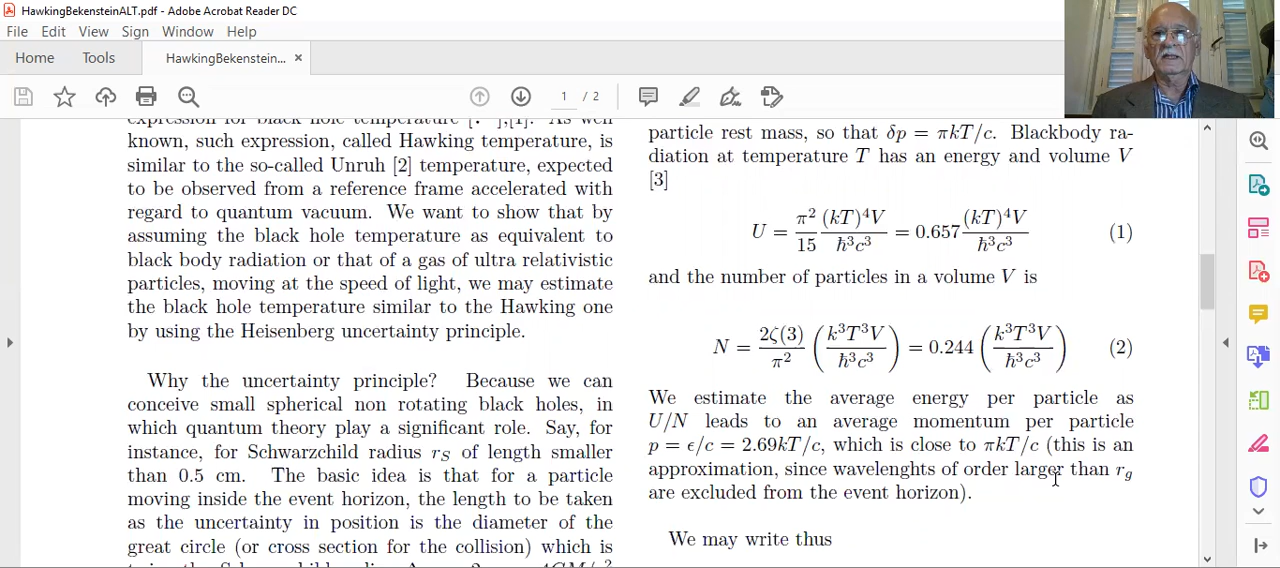 HawkingBekensteinALT.pdf - Adobe Acrobat Reader DC
File Edit View Sign Window Help
Home Tools HawkingBekenstein... ×
1 / 2
expression for black hole temperature [. ],[1]. As well
known, such expression, called Hawking temperature, is
similar to the so-called Unruh [2] temperature, expected
to be observed from a reference frame accelerated with
regard to quantum vacuum. We want to show that by
assuming the black hole temperature as equivalent to
black body radiation or that of a gas of ultra relativistic
particles, moving at the speed of light, we may estimate
the black hole temperature similar to the Hawking one
by using the Heisenberg uncertainty principle.
Why the uncertainty principle? Because we can
conceive small spherical non rotating black holes, in
which quantum theory play a significant role. Say, for
instance, for Schwarzchild radius r_S of length smaller
than 0.5 cm. The basic idea is that for a particle
moving inside the event horizon, the length to be taken
as the uncertainty in position is the diameter of the
great circle (or cross section for the collision) which is
particle rest mass, so that δp = πkT/c. Blackbody ra-
diation at temperature T has an energy and volume V
[3]
U = π²/15 (kT)⁴V/ℏ³c³ = 0.657 (kT)⁴V/ℏ³c³ (1)
and the number of particles in a volume V is
N = 2ζ(3)/π² (k³T³V/ℏ³c³) = 0.244 (k³T³V/ℏ³c³) (2)
We estimate the average energy per particle as
U/N leads to an average momentum per particle
p = ϵ/c = 2.69kT/c, which is close to πkT/c (this is an
approximation, since wavelenghts of order larger than r_g
are excluded from the event horizon).
We may write thus